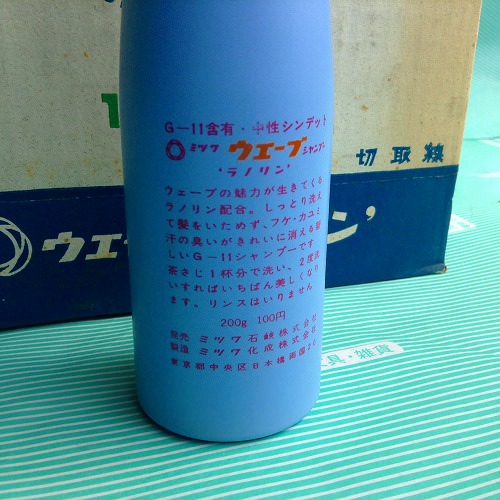 G-11含有・中性シンデット
ミツワ ウエーブ シャンプー
'ラノリン'
ウェーブの魅力が生きてくる
ラノリン配合。しっとり洗え
て髪をいためず、フケ・カユミ
汗の臭いがきれいに消える新
しいG-11シャンプーです
茶さじ1杯分で洗い、2度洗
いすればいちばん美しくなり
ます。リンスはいりません
200g 100円
発売 ミツワ石鹸株式会社
製造 ミツワ化成株式会社
東京都中央区日本橋両国26
切取線
ウエー
ン'
具・雑貨